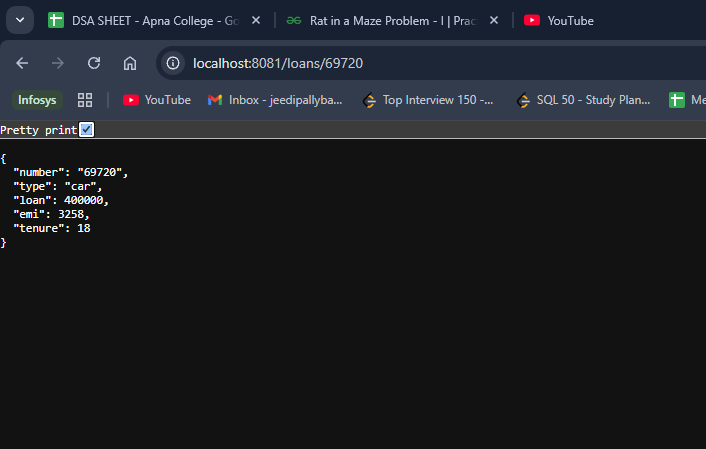 DSA SHEET - Apna College - Go
Rat in a Maze Problem - I | Prac
YouTube
localhost:8081/loans/69720
Infosys
YouTube
Inbox - jeedipallyba...
Top Interview 150 -...
SQL 50 - Study Plan...
Me
Pretty print
{
"number": "69720",
"type": "car",
"loan": 400000,
"emi": 3258,
"tenure": 18
}